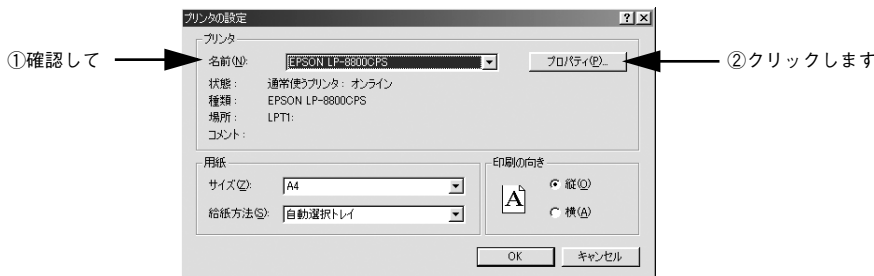 プリンタの設定
? ×
プリンタ
①確認して
名前(N):
EPSON LP-8800CPS
プロパティ(P)...
②クリックします
状態: 通常使うプリンタ: オンライン
種類: EPSON LP-8800CPS
場所: LPT1:
コメント:
用紙
印刷の向き
サイズ(Z): A4
給紙方法(S): 自動選択トレイ
A
縦(O)
横(A)
OK
キャンセル